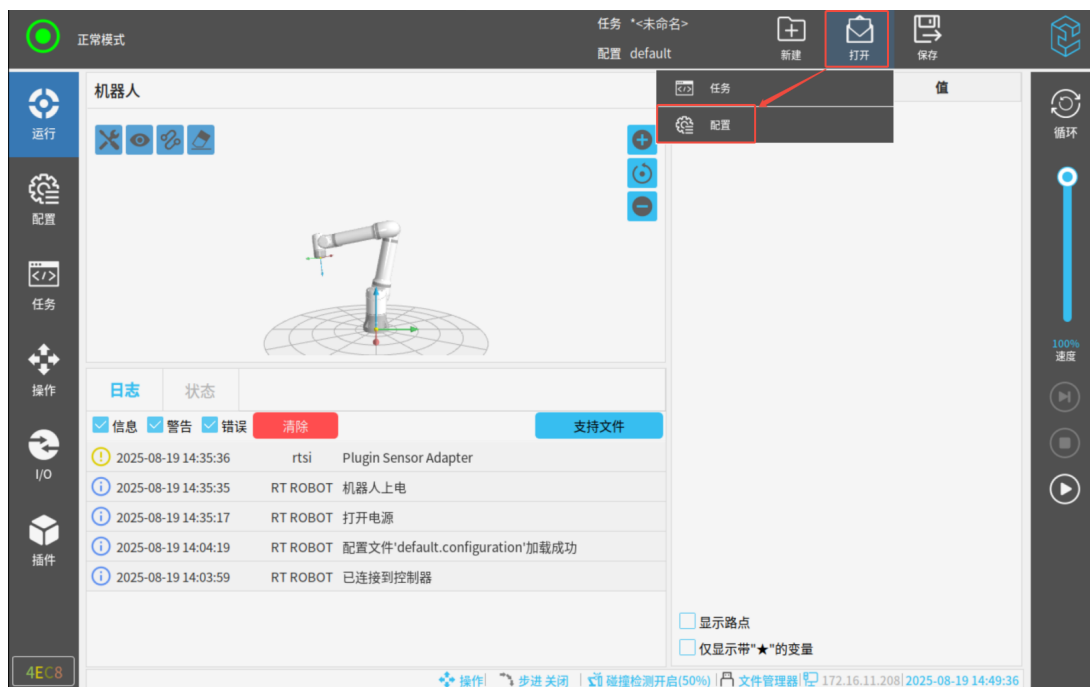 正常模式
任务 *<未命名>
配置 default
新建
打开
保存
运行
配置
任务
操作
I/O
插件
4EC8
机器人
任务
配置
值
循环
100%
速度
日志
状态
信息 警告 错误 清除 支持文件
2025-08-19 14:35:36 rtsi Plugin Sensor Adapter
2025-08-19 14:35:35 RT ROBOT 机器人上电
2025-08-19 14:35:17 RT ROBOT 打开电源
2025-08-19 14:04:19 RT ROBOT 配置文件'default.configuration'加载成功
2025-08-19 14:03:59 RT ROBOT 已连接到控制器
显示路点
仅显示带"★"的变量
操作 步进 关闭 碰撞检测开启(50%) 文件管理器 172.16.11.208 2025-08-19 14:49:36